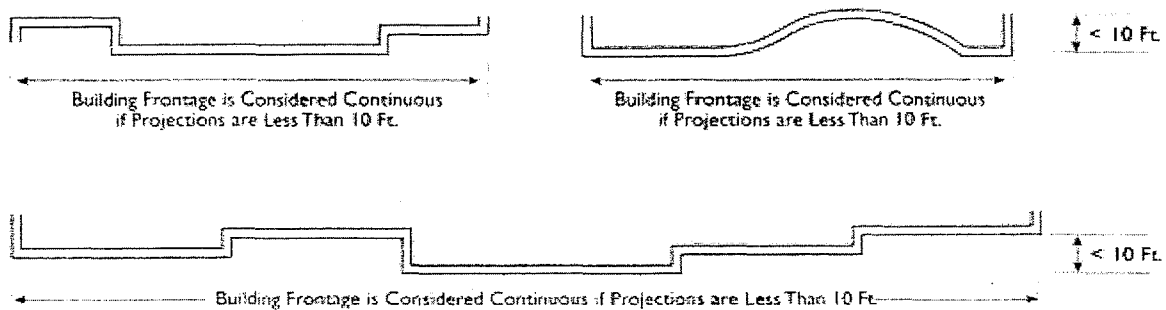 < 10 Ft.
Building Frontage is Considered Continuous
if Projections are Less Than 10 Ft.
Building Frontage is Considered Continuous
if Projections are Less Than 10 Ft.
< 10 Ft.
Building Frontage is Considered Continuous if Projections are Less Than 10 Ft